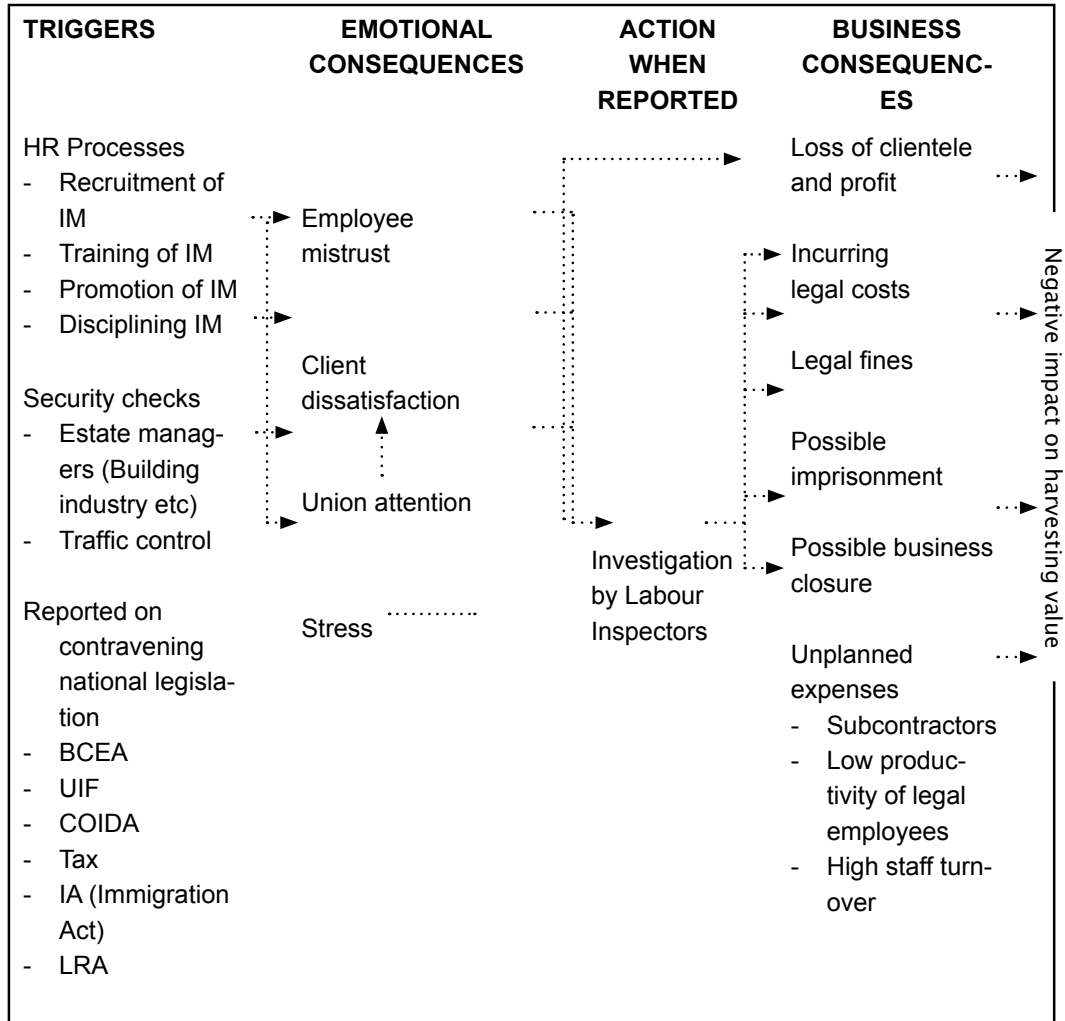 TRIGGERS
EMOTIONAL
CONSEQUENCES
ACTION
WHEN
REPORTED
BUSINESS
CONSEQUENC-
ES
HR Processes
- Recruitment of
IM
- Training of IM
- Promotion of IM
- Disciplining IM
Security checks
- Estate manag-
ers (Building
industry etc)
- Traffic control
Reported on
contravening
national legisla-
tion
- BCEA
- UIF
- COIDA
- Tax
- IA (Immigration
Act)
- LRA
Employee
mistrust
Client
dissatisfaction
Union attention
Stress
Investigation
by Labour
Inspectors
Loss of clientele
and profit
Incurring
legal costs
Legal fines
Possible
imprisonment
Possible business
closure
Unplanned
expenses
- Subcontractors
- Low produc-
tivity of legal
employees
- High staff turn-
over
Negative impact on harvesting value